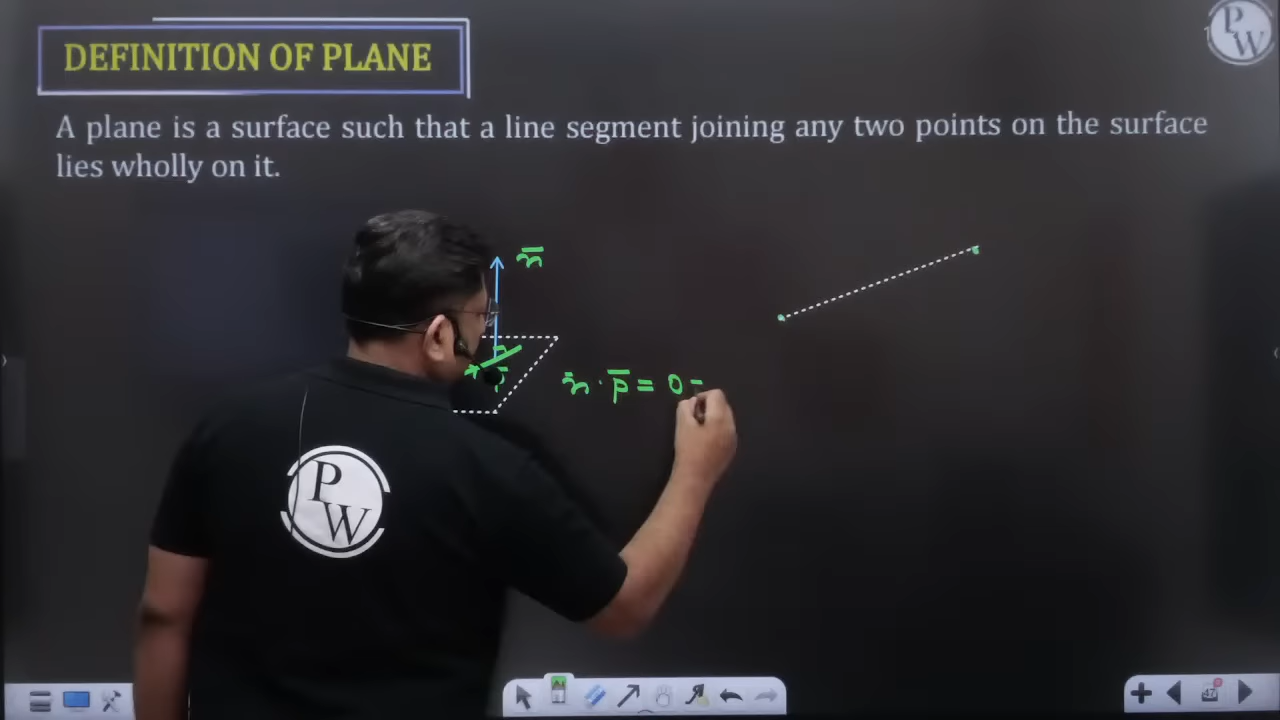 DEFINITION OF PLANE
PW
A plane is a surface such that a line segment joining any two points on the surface
lies wholly on it.
n̄
p̄
n̄ · p̄ = 0 =
PW